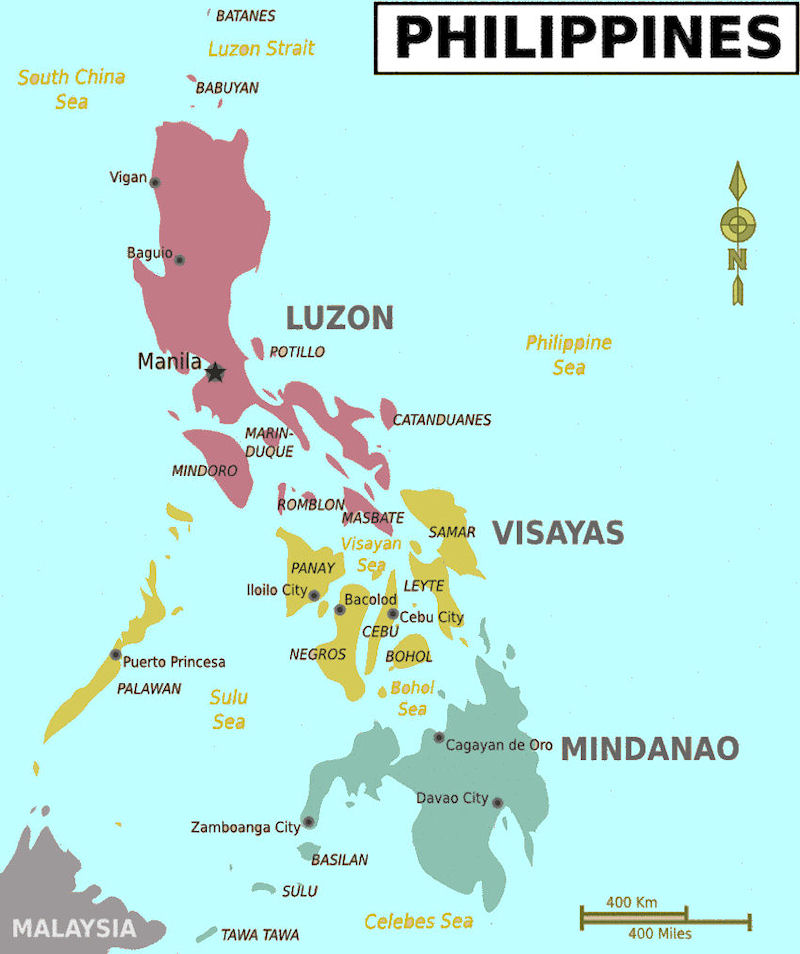 BATANES
PHILIPPINES
Luzon Strait
South China
Sea
BABUYAN
Vigan
N
Baguio
LUZON
Philippine
Sea
POTILLO
Manila
CATANDUANES
MARIN-
DUQUE
MINDORO
ROMBLON
MASBATE
SAMAR
VISAYAS
Visayan
Sea
PANAY
LEYTE
Iloilo City
Bacolod
Cebu City
CEBU
NEGROS
BOHOL
Puerto Princesa
PALAWAN
Sulu
Sea
Bohol
Sea
Cagayan de Oro
MINDANAO
Davao City
Zamboanga City
BASILAN
SULU
400 Km
400 Miles
Celebes Sea
MALAYSIA
TAWA TAWA